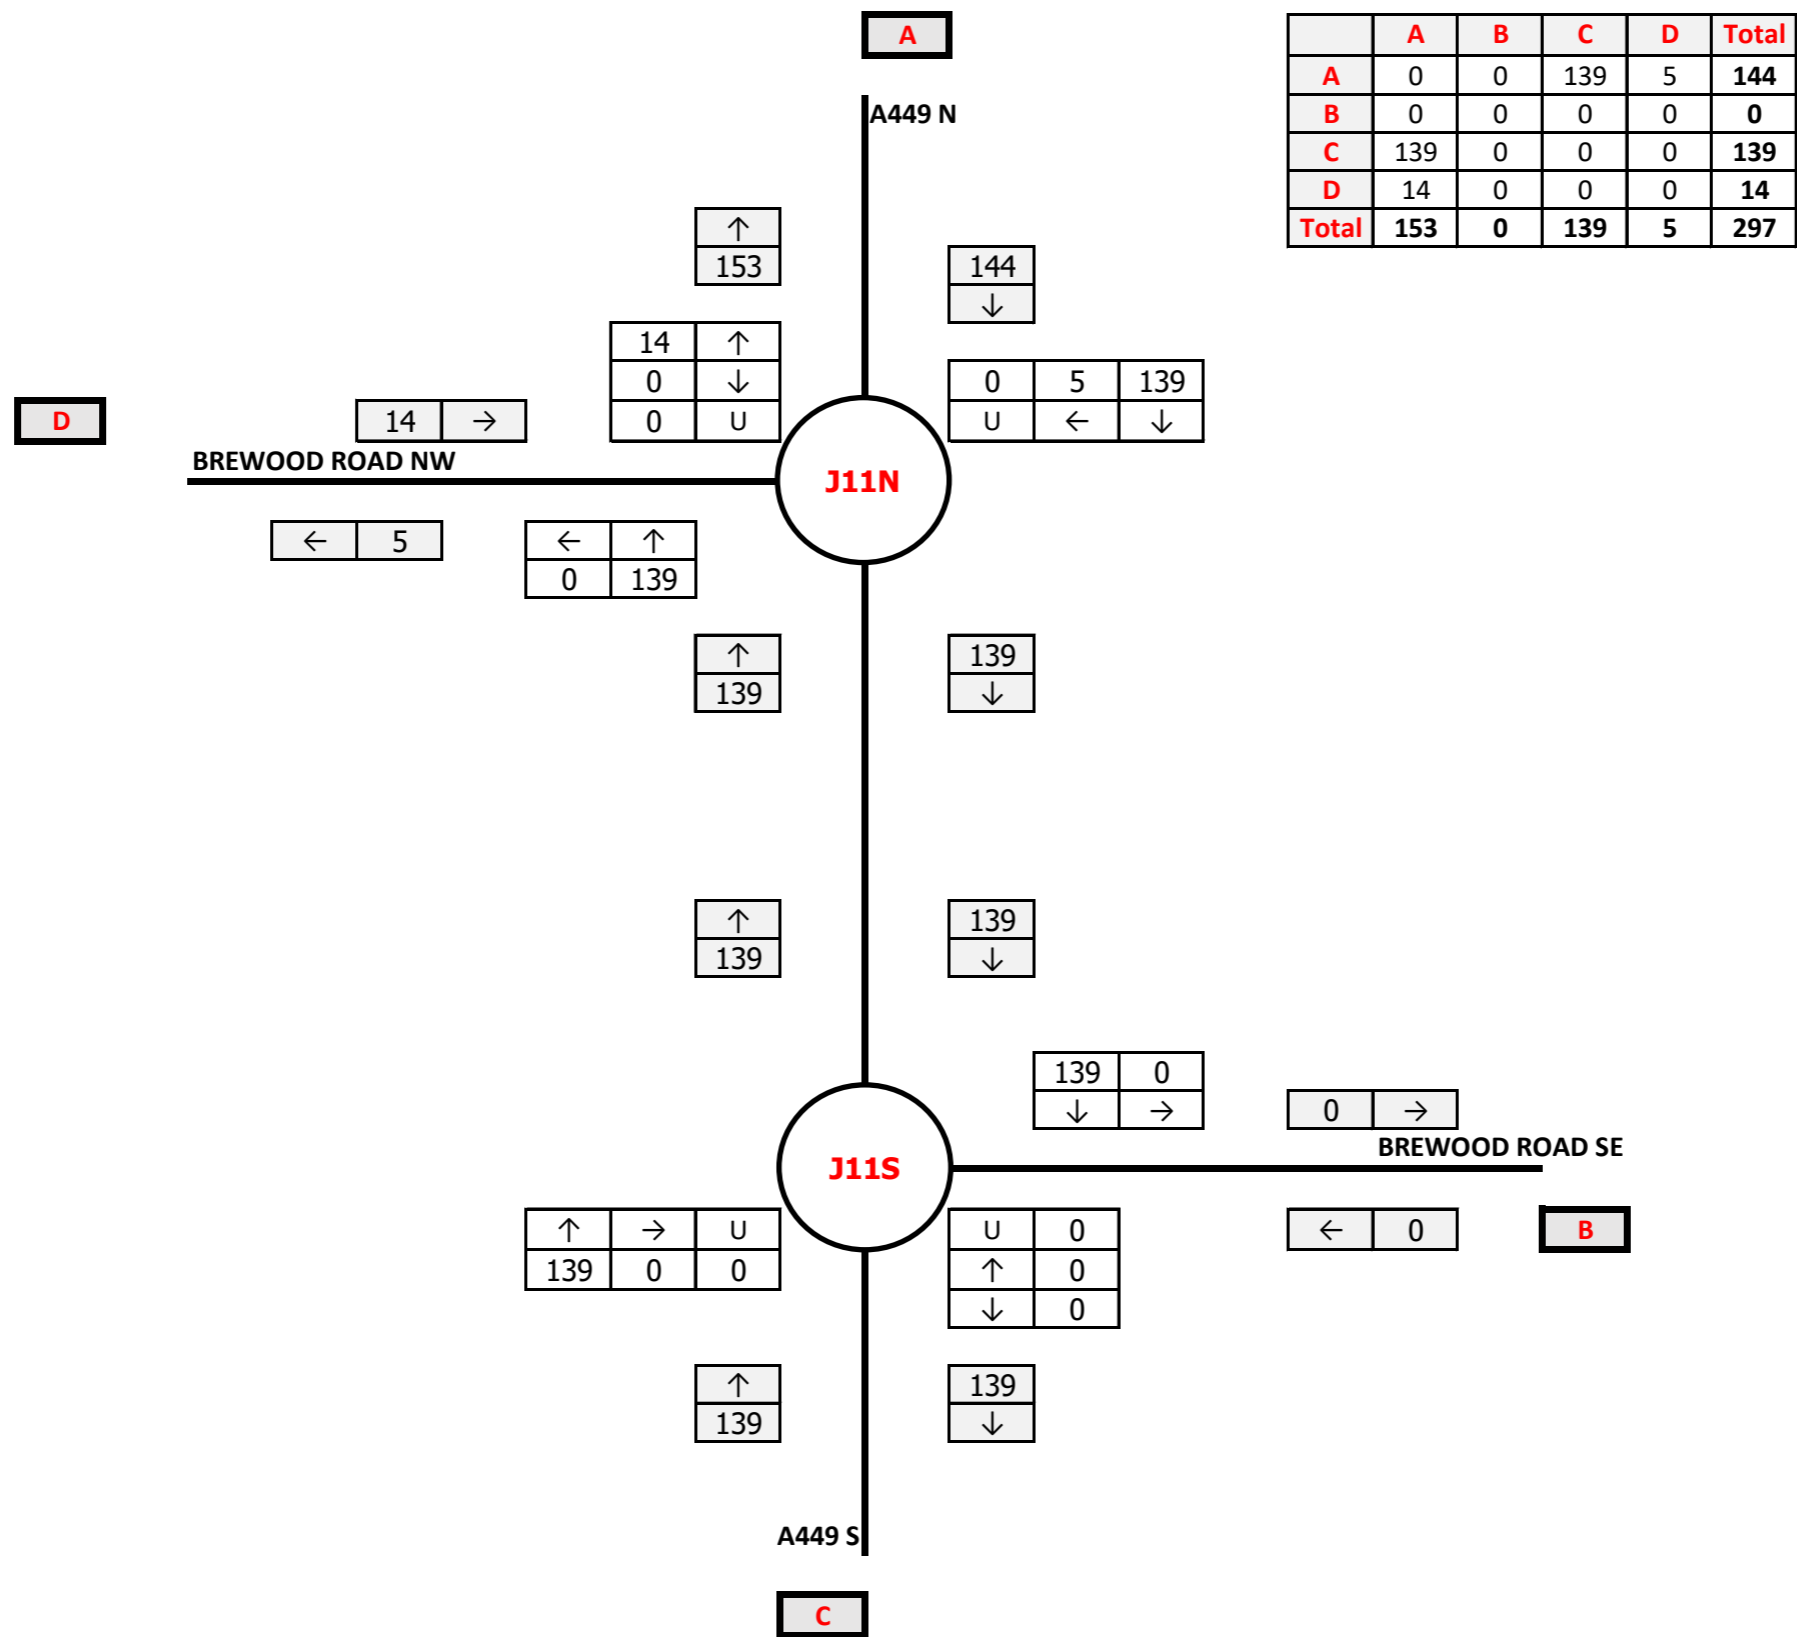 A
A B C D Total
A 0 0 139 5 144
B 0 0 0 0 0
C 139 0 0 0 139
D 14 0 0 0 14
Total 153 0 139 5 297
A449 N
↑
153
144
↓
14 ↑
0 ↓
0 U
0 5 139
U ← ↓
D
14 →
BREWOOD ROAD NW
J11N
← 5
← ↑
0 139
↑
139
139
↓
↑
139
139
↓
139 0
↓ →
0 →
BREWOOD ROAD SE
J11S
↑ → U
139 0 0
U 0
↑ 0
↓ 0
← 0
B
↑
139
139
↓
A449 S
C